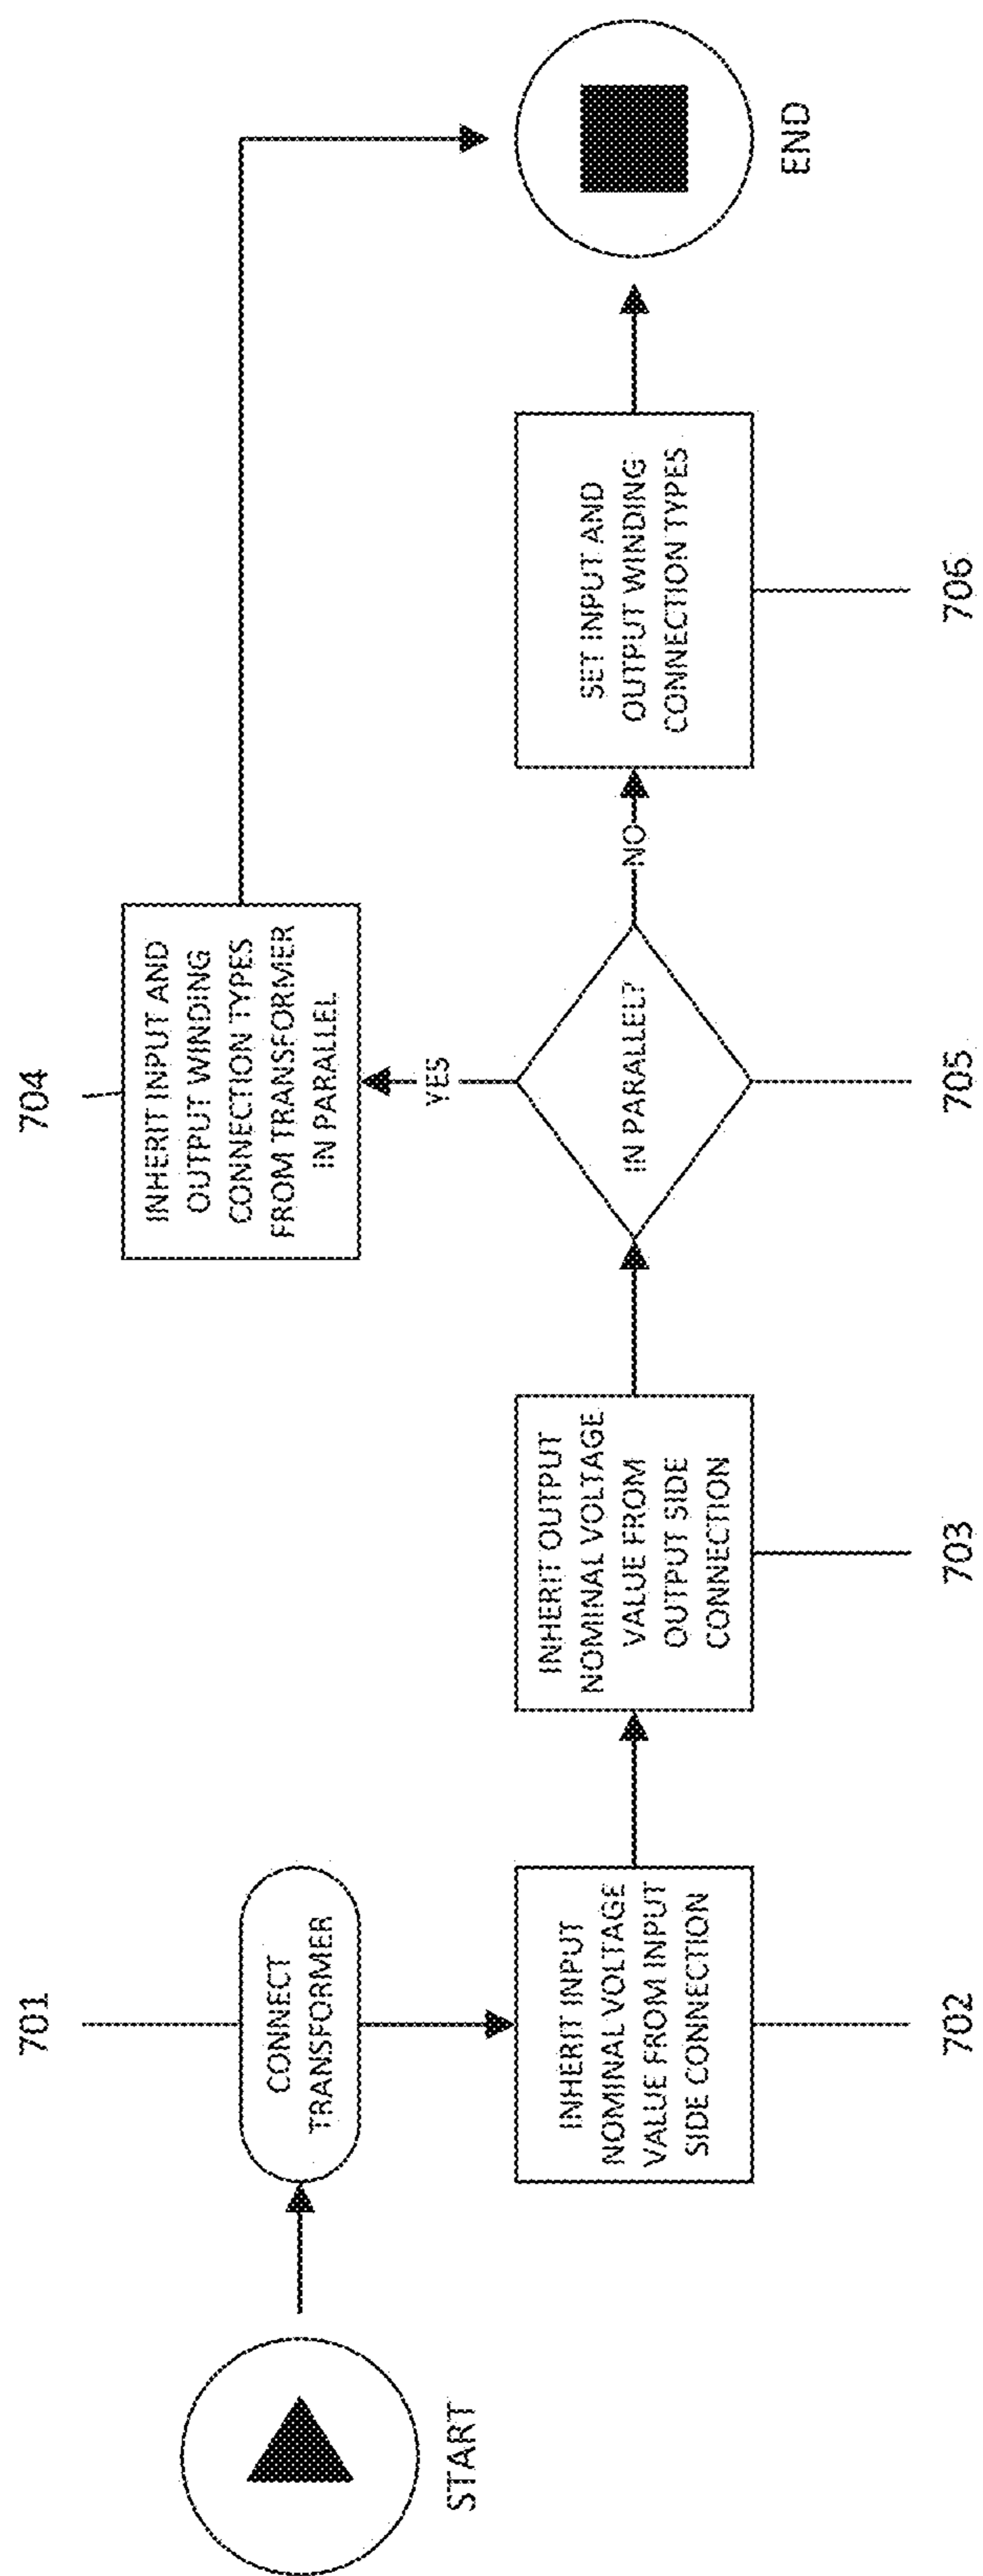 START
701
CONNECT
TRANSFORMER
INHERIT INPUT
NOMINAL VOLTAGE
VALUE FROM INPUT
SIDE CONNECTION
702
INHERIT OUTPUT
NOMINAL VOLTAGE
VALUE FROM
OUTPUT SIDE
CONNECTION
703
IN PARALLEL?
705
YES
704
INHERIT INPUT AND
OUTPUT WINDING
CONNECTION TYPES
FROM TRANSFORMER
IN PARALLEL
NO
SET INPUT AND
OUTPUT WINDING
CONNECTION TYPES
706
END